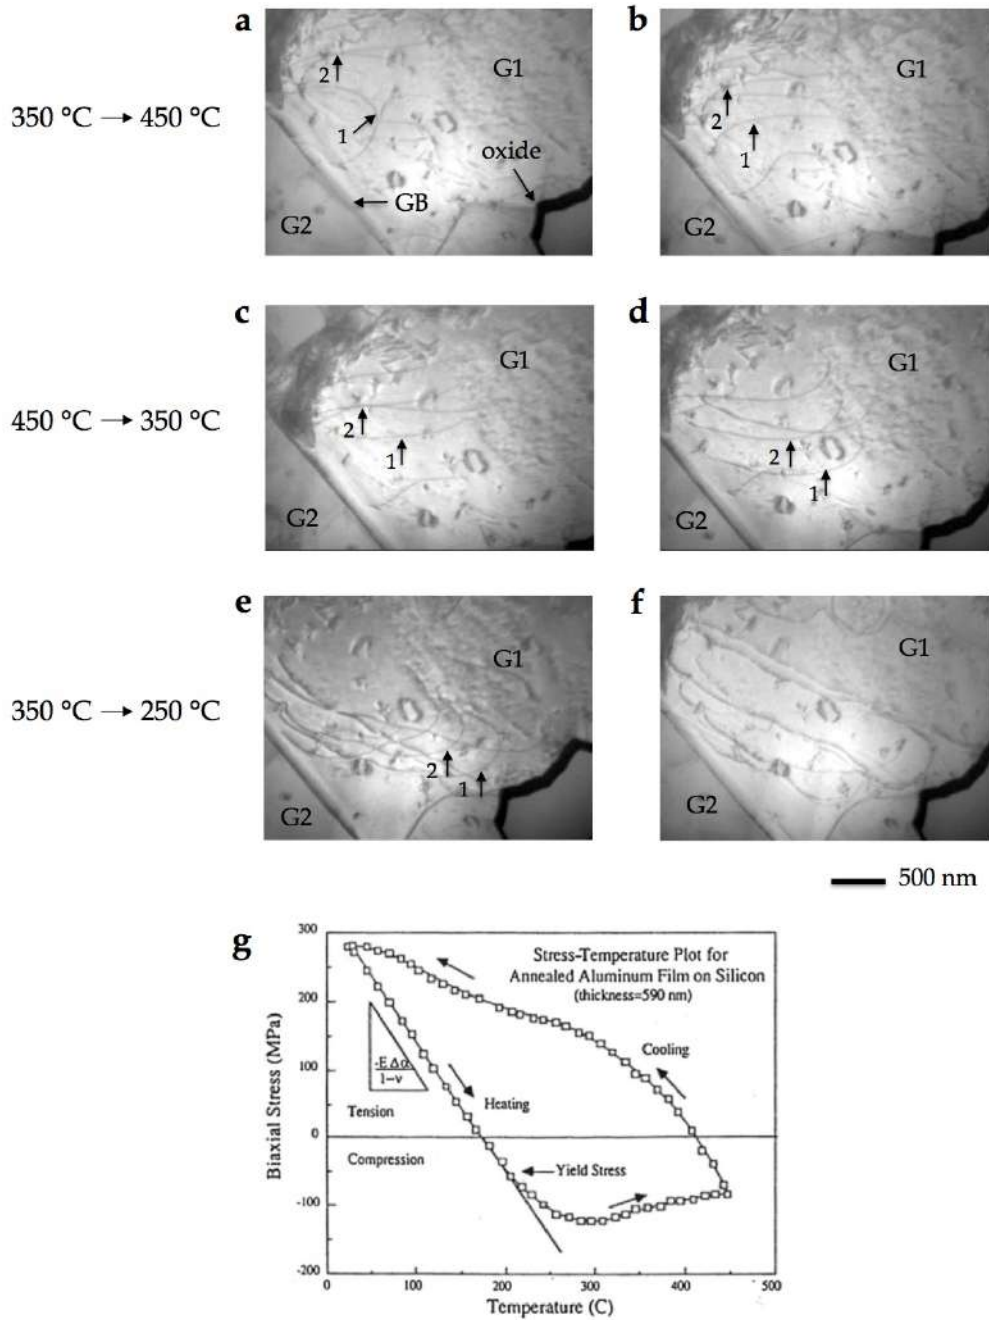 a
b
350 °C → 450 °C
2
G1
1
oxide
GB
G2
G1
2
1
G2
c
d
450 °C → 350 °C
G1
2
1
G2
G1
2
1
G2
e
f
350 °C → 250 °C
G1
2
1
G2
G1
G2
500 nm
g
300
200
100
0
-100
-200
Biaxial Stress (MPa)
Stress-Temperature Plot for
Annealed Aluminum Film on Silicon
(thickness=590 nm)
Cooling
-E Δα
1-ν
Heating
Tension
Compression
Yield Stress
0
100
200
300
400
500
Temperature (C)